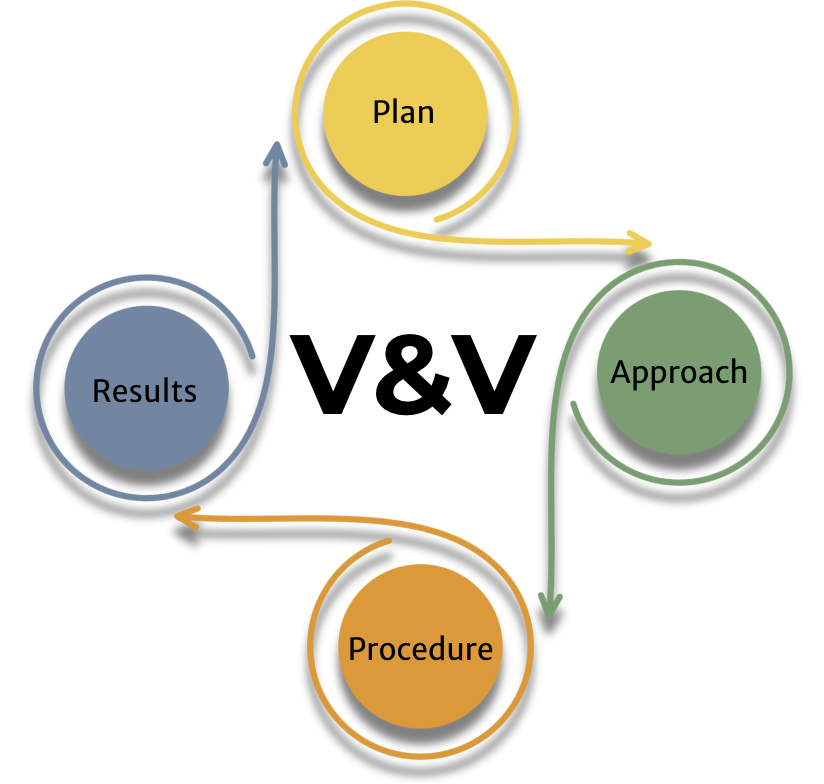 Plan
V&V
Approach
Results
Procedure